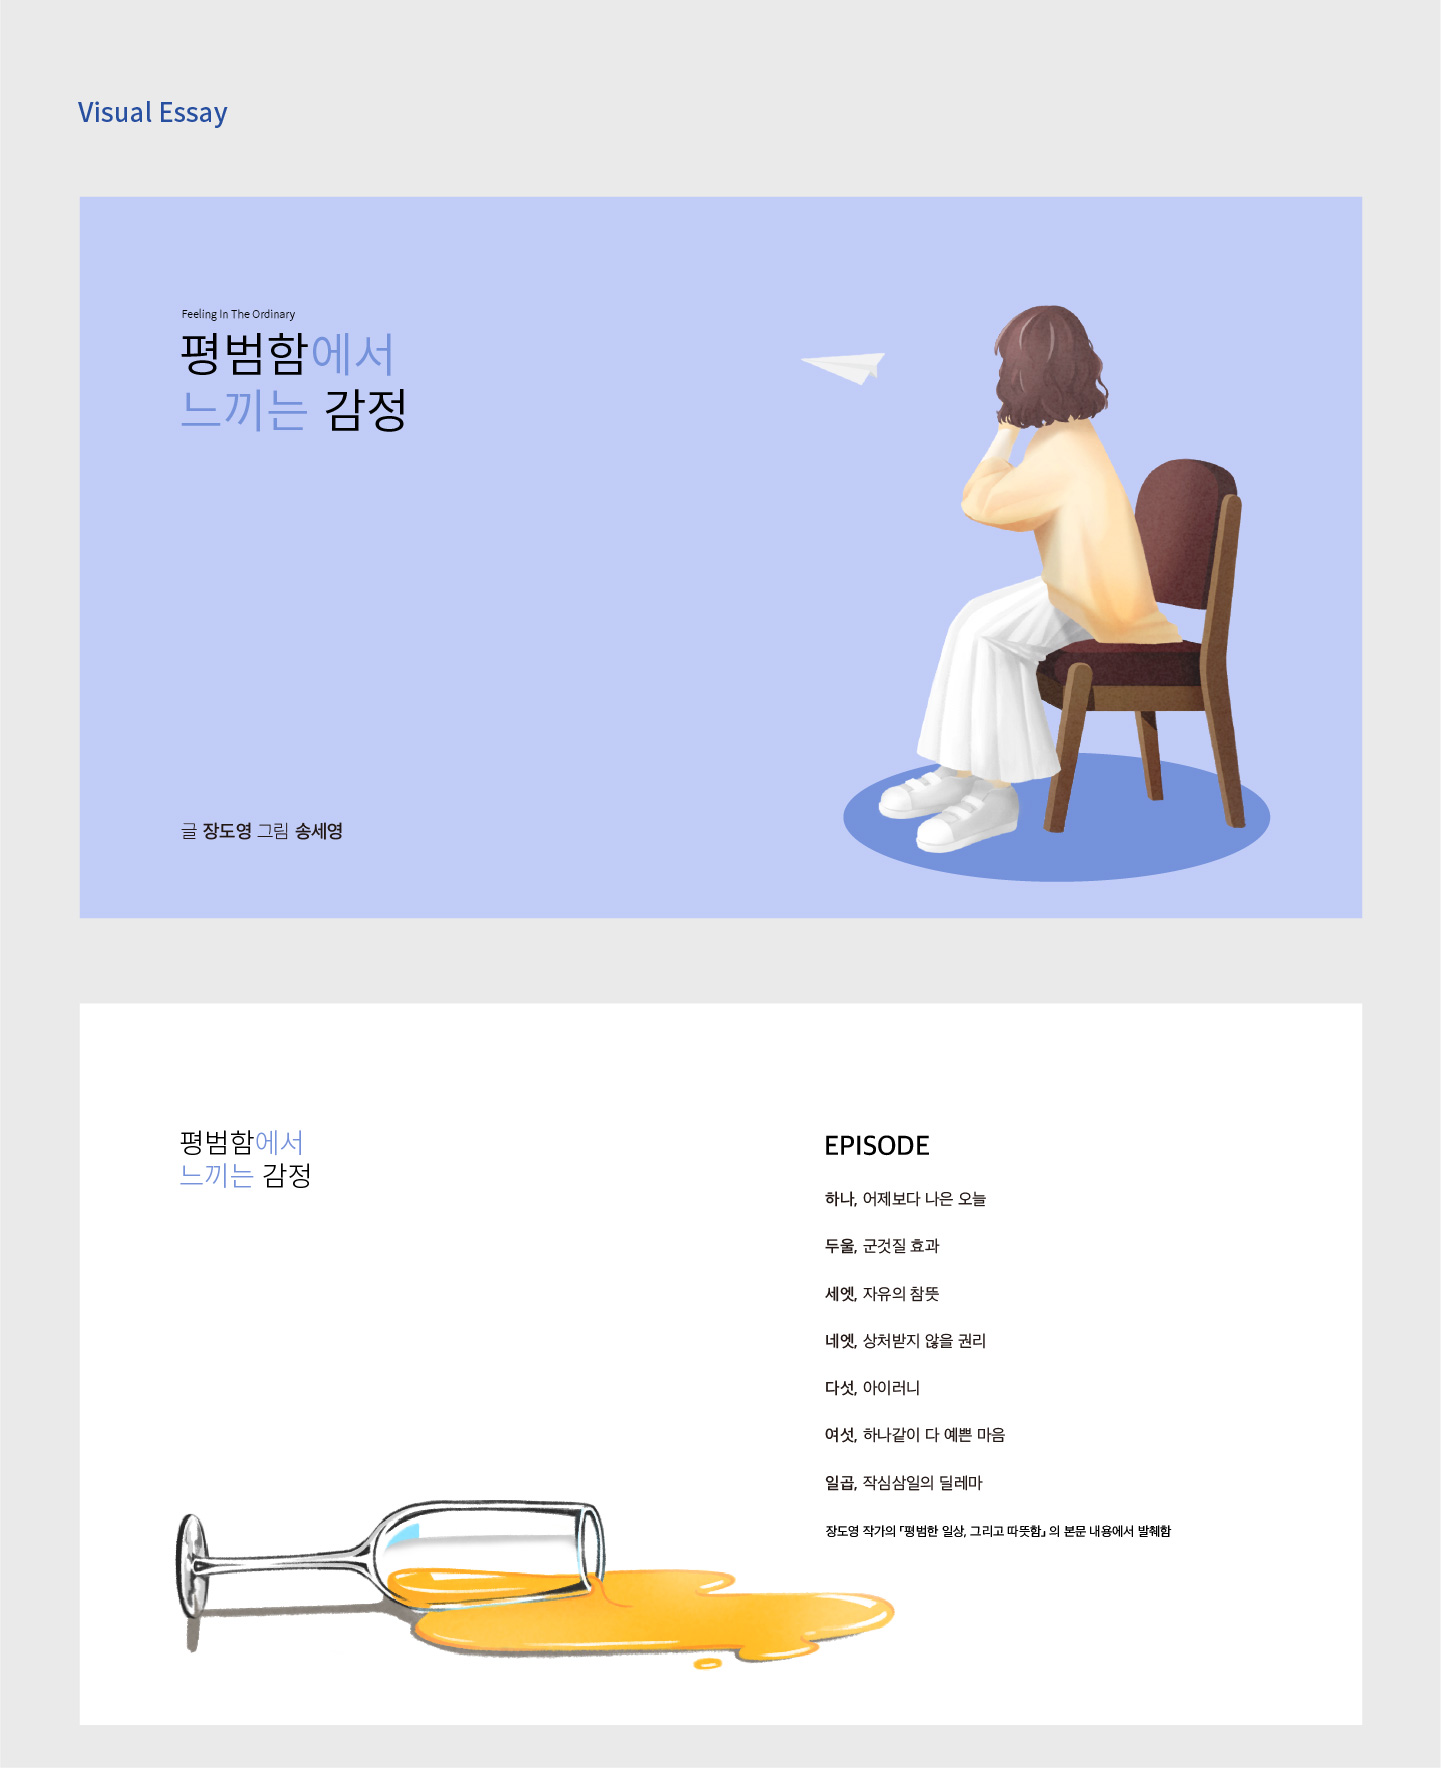 Visual Essay
Feeling In The Ordinary
평범함에서
느끼는 감정
글 장도영 그림 송세영
평범함에서
느끼는 감정
EPISODE
하나, 어제보다 나은 오늘
두울, 군것질 효과
세엣, 자유의 참뜻
네엣, 상처받지 않을 권리
다섯, 아이러니
여섯, 하나같이 다 예쁜 마음
일곱, 작심삼일의 딜레마
장도영 작가의 「평범한 일상, 그리고 따뜻함」 의 본문 내용에서 발췌함